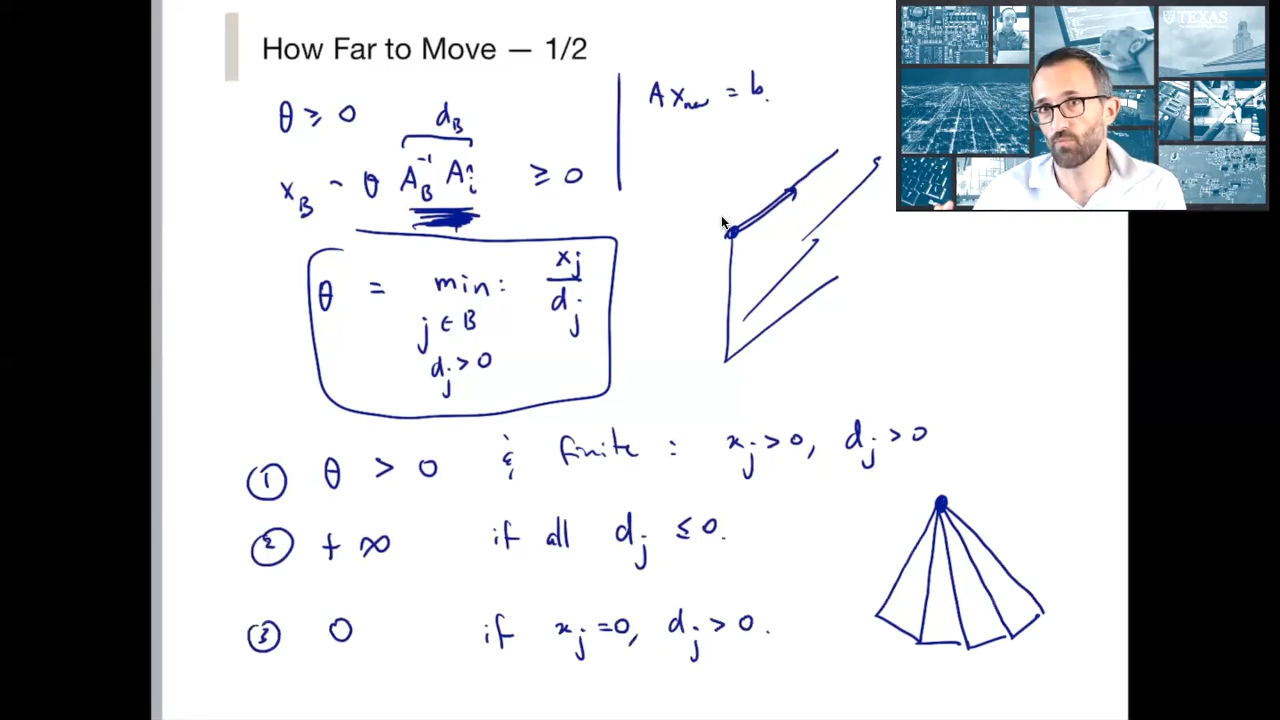 How Far to Move — 1/2
θ ≥ 0
d_B
x_B - θ A_B^{-1} A_i ≥ 0
A x_new = b.
θ = min: x_j / d_j
j ∈ B
d_j > 0
① θ > 0 & finite : x_j > 0, d_j > 0
② + ∞ if all d_j ≤ 0.
③ 0 if x_j = 0, d_j > 0.
TEXAS